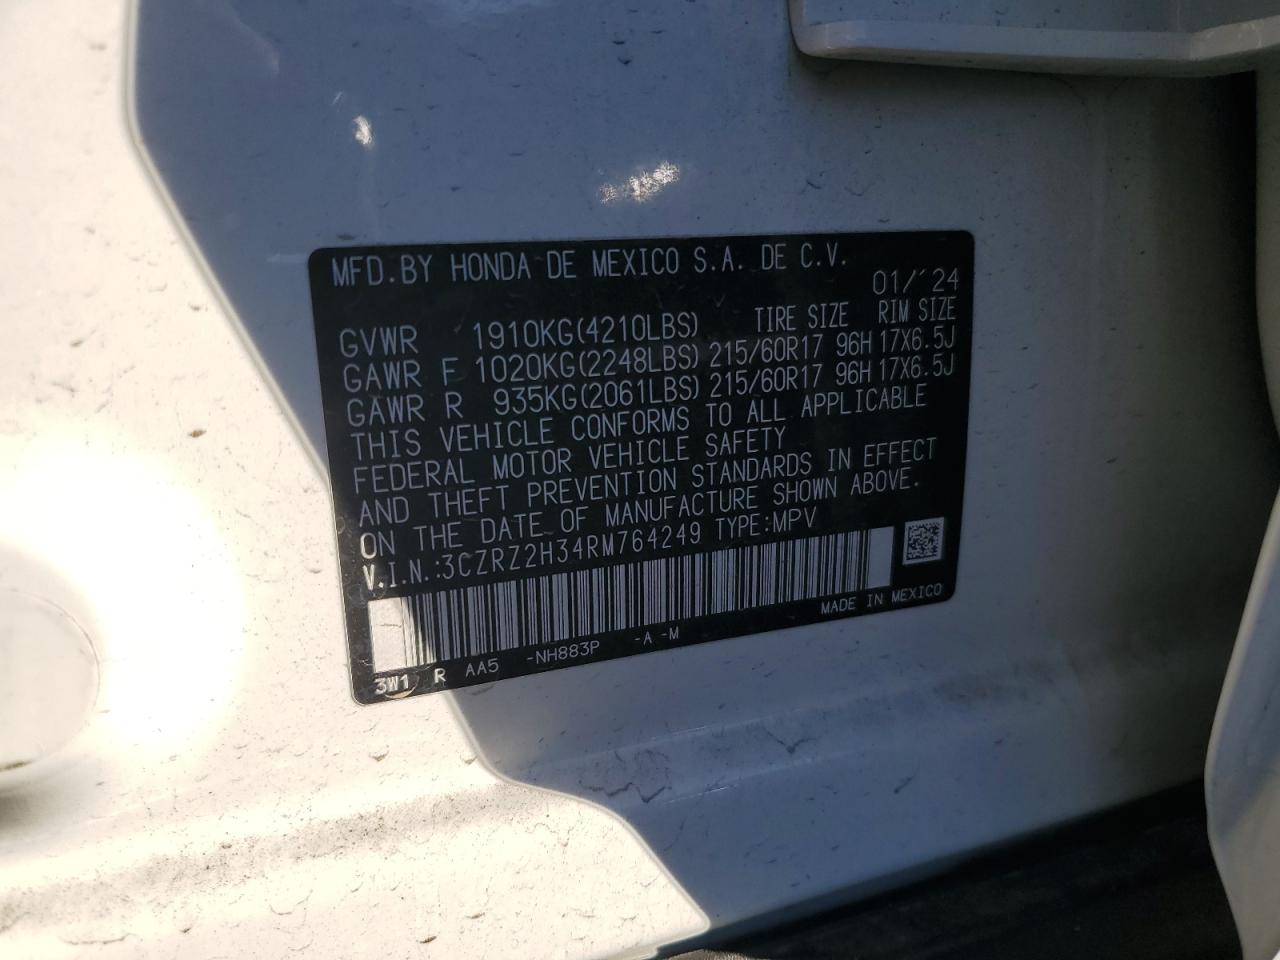 MFD.BY HONDA DE MEXICO S.A. DE C.V.
01/´24
GVWR 1910KG(4210LBS) TIRE SIZE RIM SIZE
GAWR F 1020KG(2248LBS) 215/60R17 96H 17X6.5J
GAWR R 935KG(2061LBS) 215/60R17 96H 17X6.5J
THIS VEHICLE CONFORMS TO ALL APPLICABLE
FEDERAL MOTOR VEHICLE SAFETY
AND THEFT PREVENTION STANDARDS IN EFFECT
ON THE DATE OF MANUFACTURE SHOWN ABOVE.
V.I.N.:3CZRZ2H34RM764249 TYPE:MPV
MADE IN MEXICO
3W1 R AA5 -NH883P -A -M